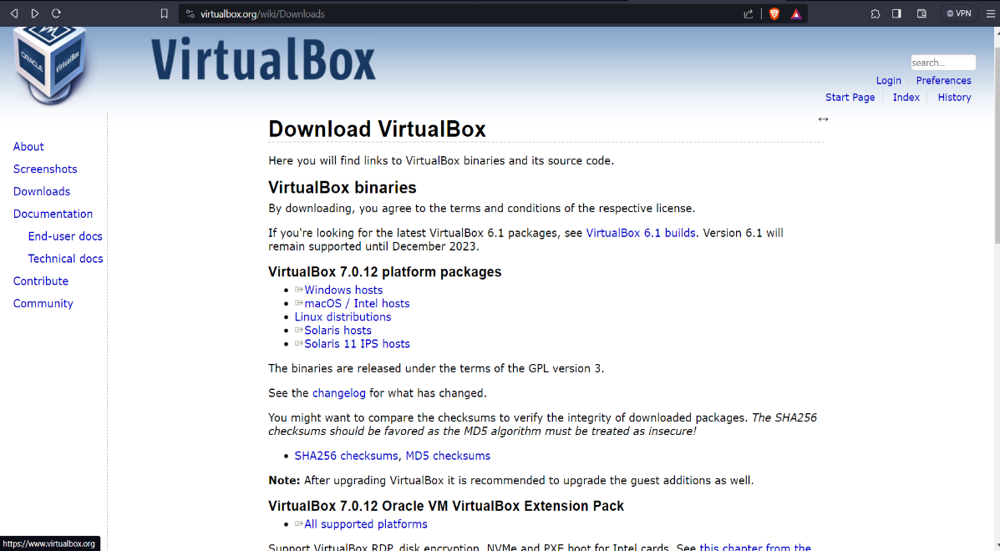 virtualbox.org/wiki/Downloads
VPN
ORACLE
VirtualBox
VirtualBox
search...
Login Preferences
Start Page Index History
About
Screenshots
Downloads
Documentation
End-user docs
Technical docs
Contribute
Community
Download VirtualBox
Here you will find links to VirtualBox binaries and its source code.
VirtualBox binaries
By downloading, you agree to the terms and conditions of the respective license.
If you're looking for the latest VirtualBox 6.1 packages, see VirtualBox 6.1 builds. Version 6.1 will
remain supported until December 2023.
VirtualBox 7.0.12 platform packages
Windows hosts
macOS / Intel hosts
Linux distributions
Solaris hosts
Solaris 11 IPS hosts
The binaries are released under the terms of the GPL version 3.
See the changelog for what has changed.
You might want to compare the checksums to verify the integrity of downloaded packages. The SHA256
checksums should be favored as the MD5 algorithm must be treated as insecure!
SHA256 checksums, MD5 checksums
Note: After upgrading VirtualBox it is recommended to upgrade the guest additions as well.
VirtualBox 7.0.12 Oracle VM VirtualBox Extension Pack
All supported platforms
Support VirtualBox RDP, disk encryption, NVMe and PXE boot for Intel cards. See this chapter from the
https://www.virtualbox.org